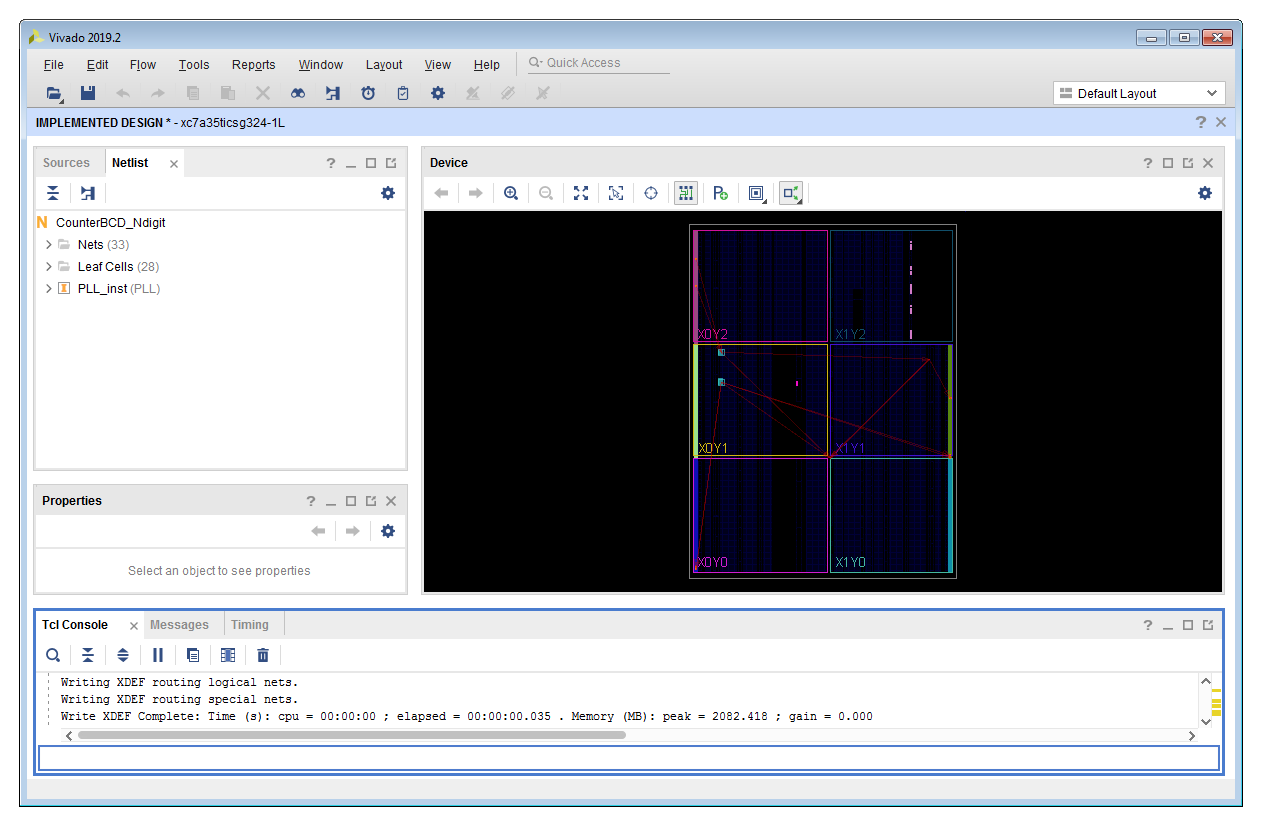 Vivado 2019.2
File Edit Flow Tools Reports Window Layout View Help Quick Access
Default Layout
IMPLEMENTED DESIGN * - xc7a35ticsg324-1L
Sources Netlist
Device
N CounterBCD_Ndigit
Nets (33)
Leaf Cells (28)
PLL_inst (PLL)
X0Y2 X1Y2
X0Y1 X1Y1
X0Y0 X1Y0
Properties
Select an object to see properties
Tcl Console Messages Timing
Writing XDEF routing logical nets.
Writing XDEF routing special nets.
Write XDEF Complete: Time (s): cpu = 00:00:00 ; elapsed = 00:00:00.035 . Memory (MB): peak = 2082.418 ; gain = 0.000